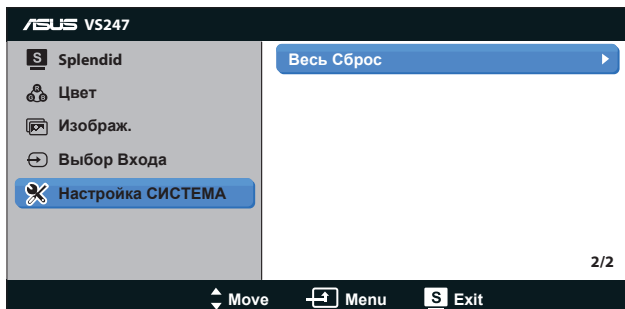 ASUS VS247
S Splendid
Цвет
Изображ.
Выбор Входа
Настройка СИСТЕМА
Весь Сброс
2/2
Move Menu S Exit